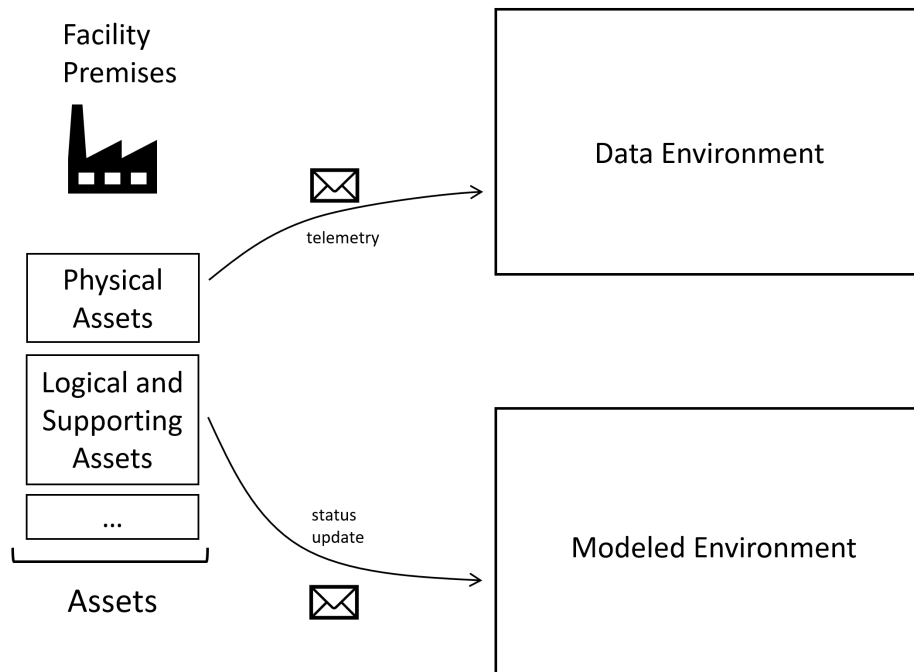 Facility
Premises
Data Environment
telemetry
Physical
Assets
Logical and
Supporting
Assets
...
Assets
status
update
Modeled Environment